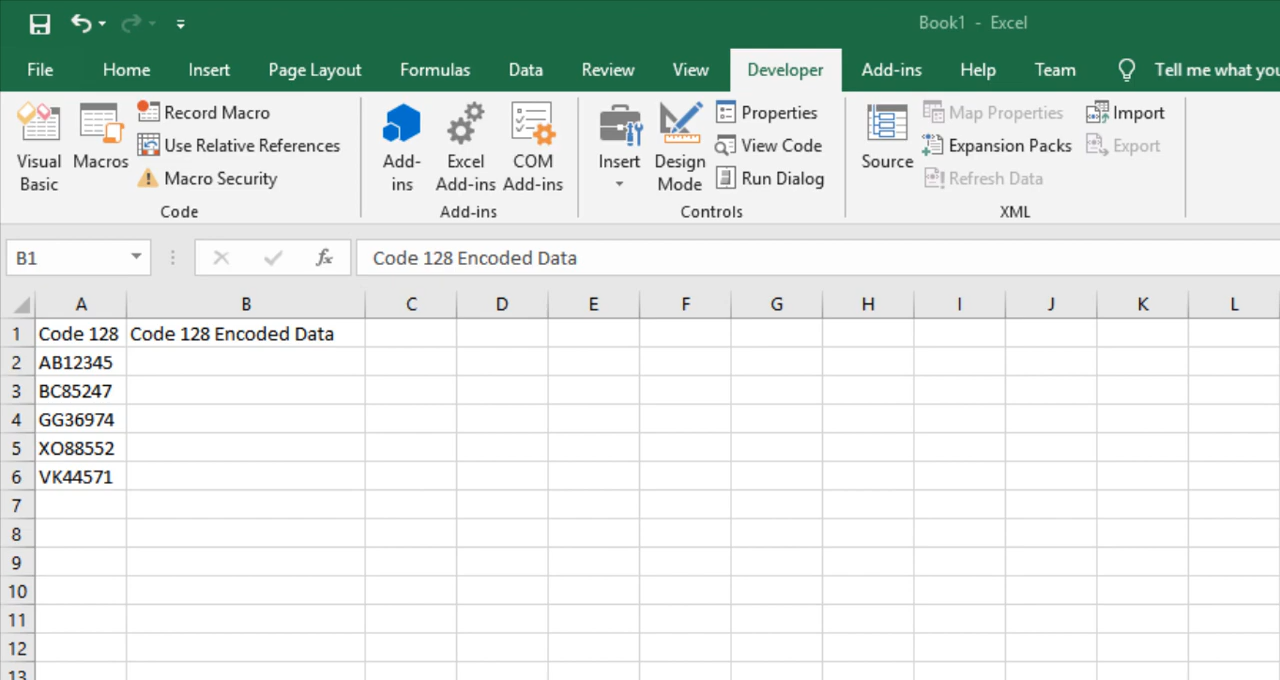 Book1 - Excel
File Home Insert Page Layout Formulas Data Review View Developer Add-ins Help Team Tell me what you
Visual Basic
Macros
Record Macro
Use Relative References
Macro Security
Code
Add-ins
Excel Add-ins
COM Add-ins
Add-ins
Insert
Design Mode
Properties
View Code
Run Dialog
Controls
Source
Map Properties
Expansion Packs
Refresh Data
Import
Export
XML
B1 fx Code 128 Encoded Data
A B C D E F G H I J K L
1 Code 128 Code 128 Encoded Data
2 AB12345
3 BC85247
4 GG36974
5 XO88552
6 VK44571
7
8
9
10
11
12
13